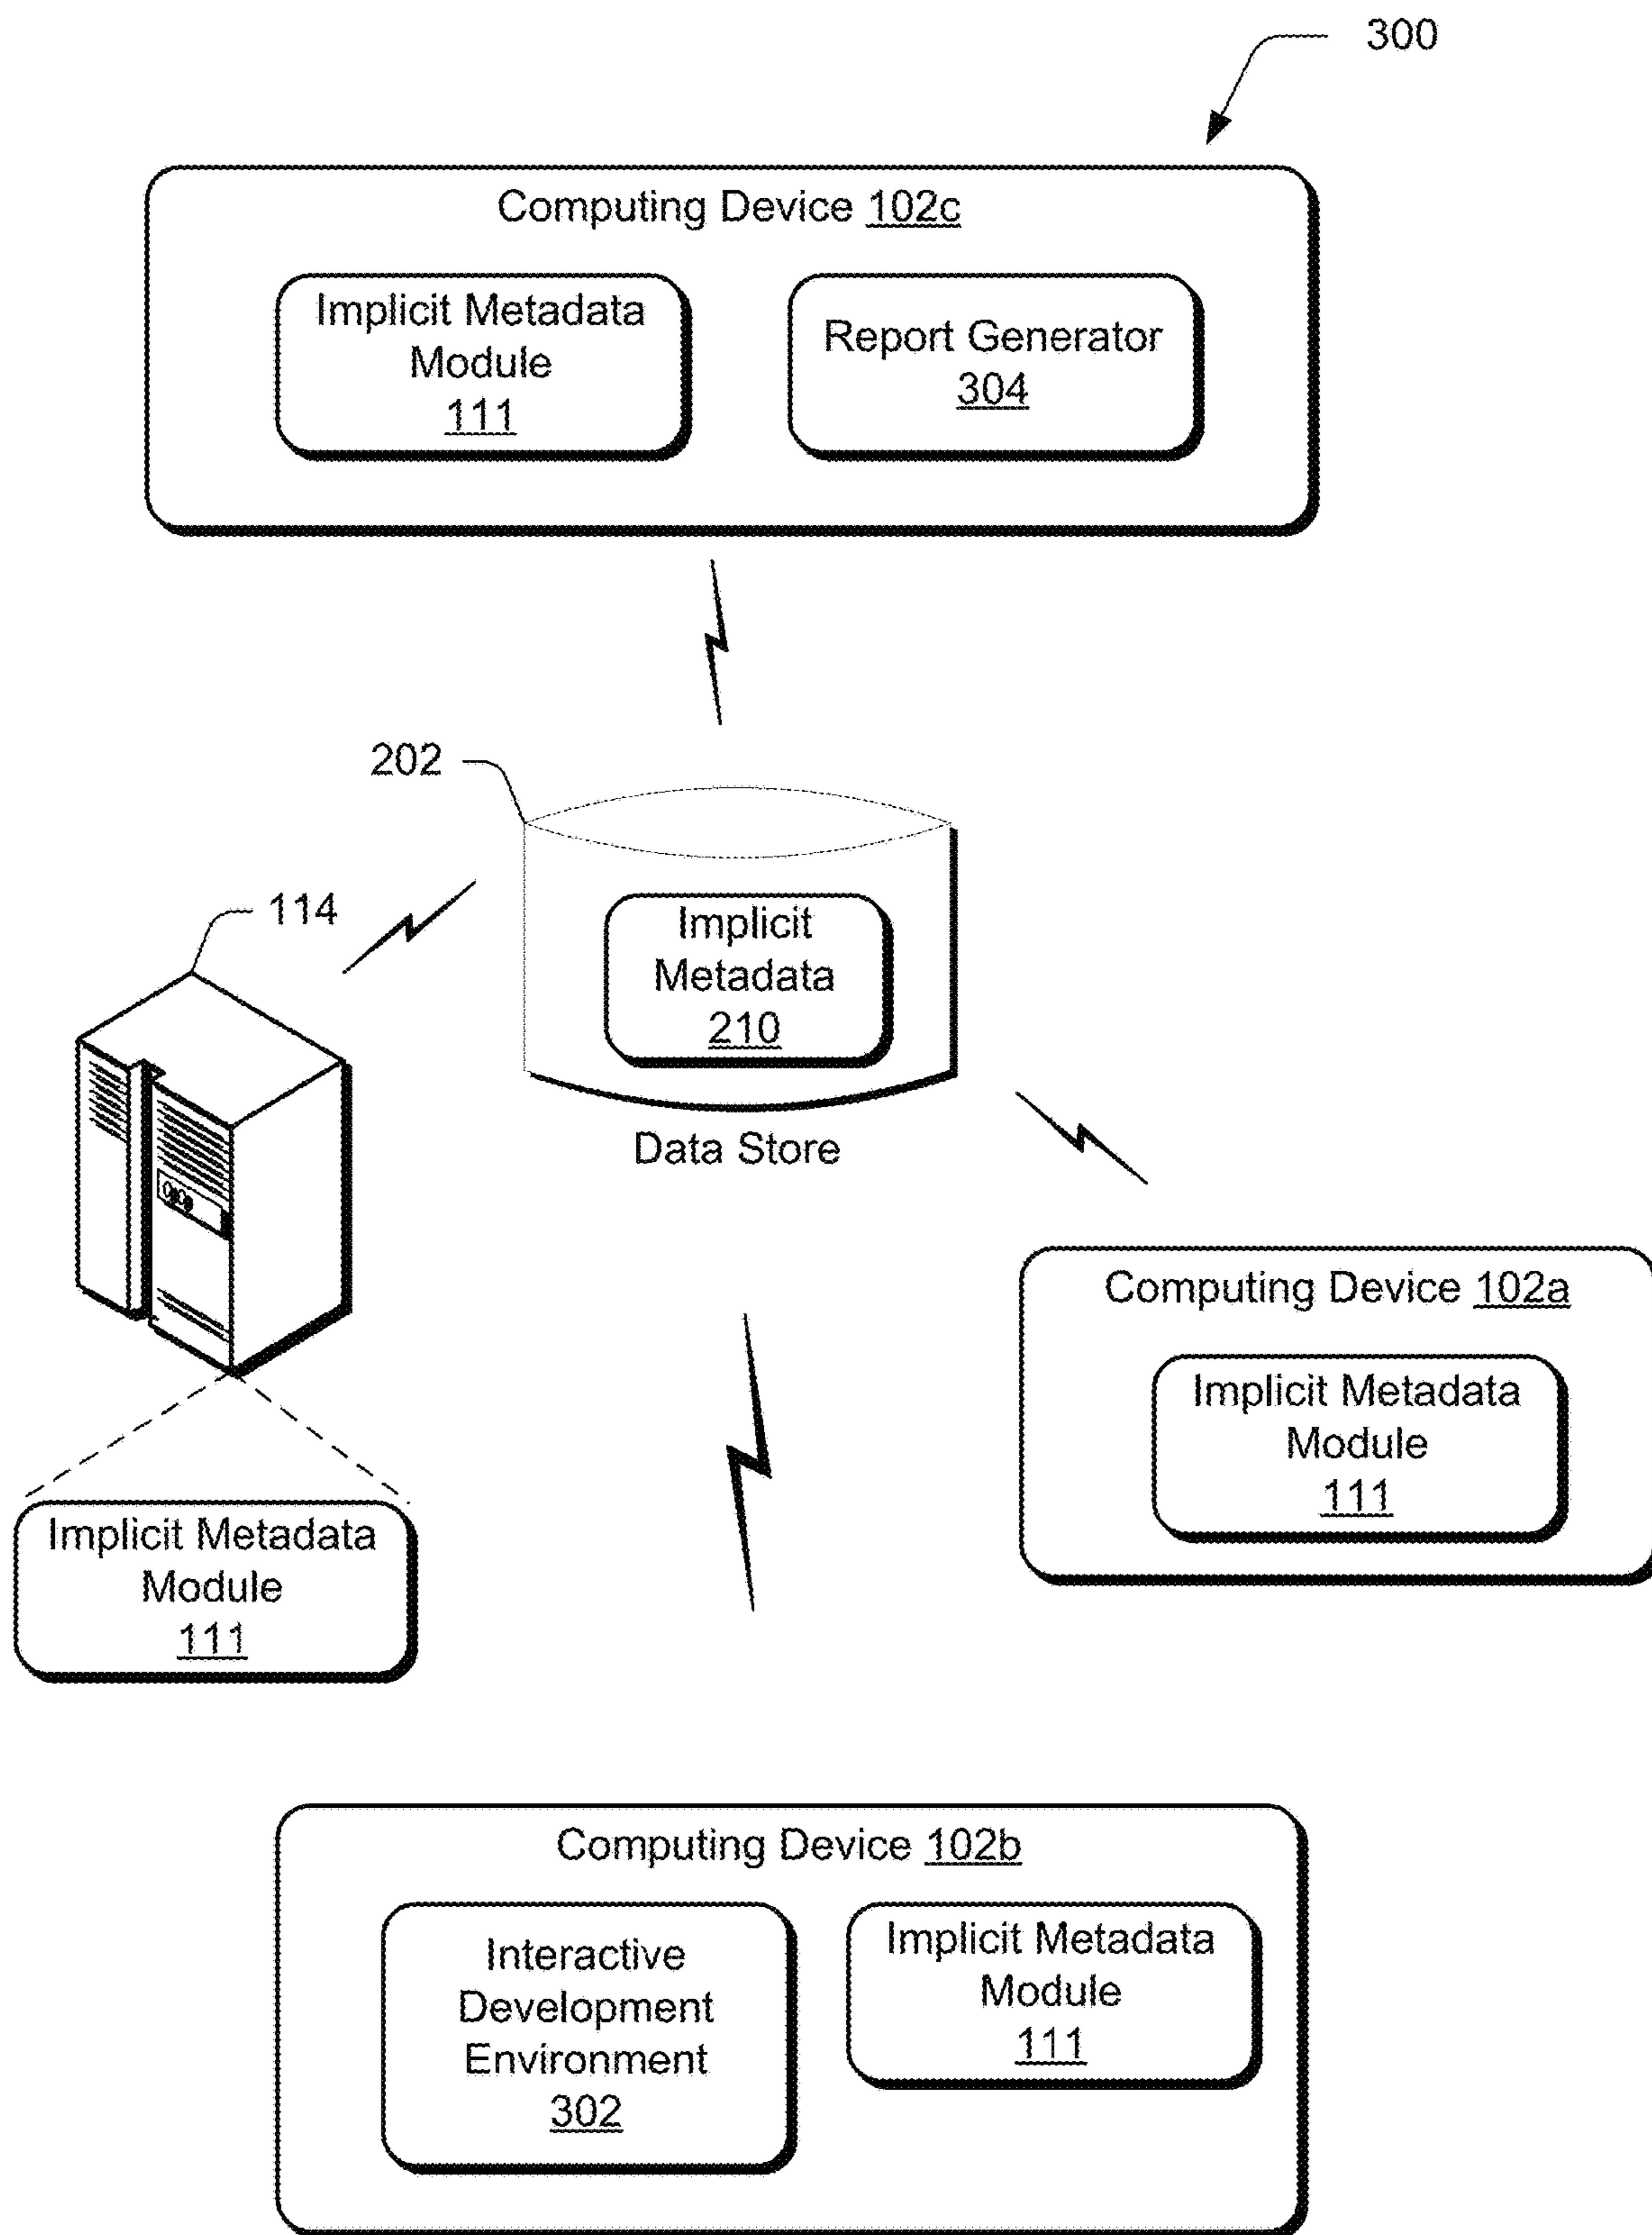 300
Computing Device 102c
Implicit Metadata
Module
111
Report Generator
304
202
114
Implicit
Metadata
210
Data Store
Computing Device 102a
Implicit Metadata
Module
111
Implicit Metadata
Module
111
Computing Device 102b
Interactive
Development
Environment
302
Implicit Metadata
Module
111